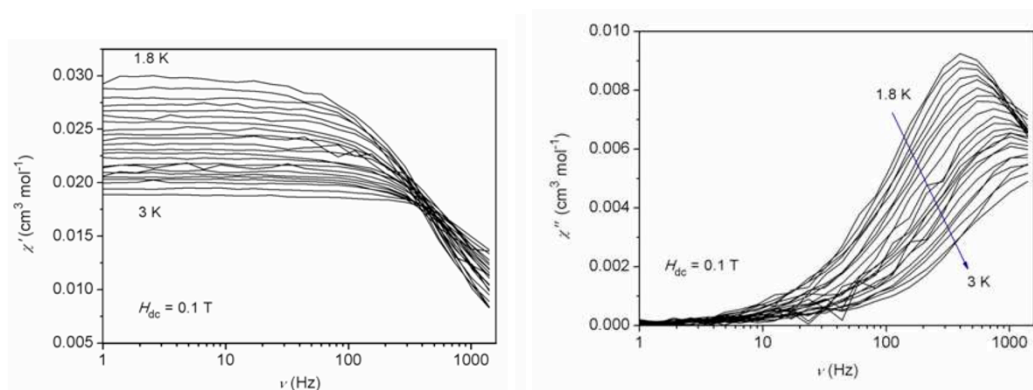 1.8 K
0.030
0.025
0.020
0.015
0.010
0.005
χ′ (cm³ mol⁻¹)
3 K
H_dc = 0.1 T
1
10
100
1000
ν (Hz)
0.010
0.008
0.006
0.004
0.002
0.000
χ″ (cm³ mol⁻¹)
1.8 K
H_dc = 0.1 T
3 K
1
10
100
1000
ν (Hz)